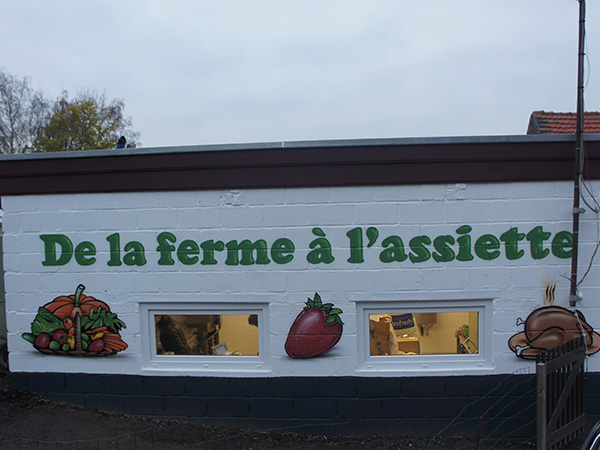 De la ferme à l'assiette